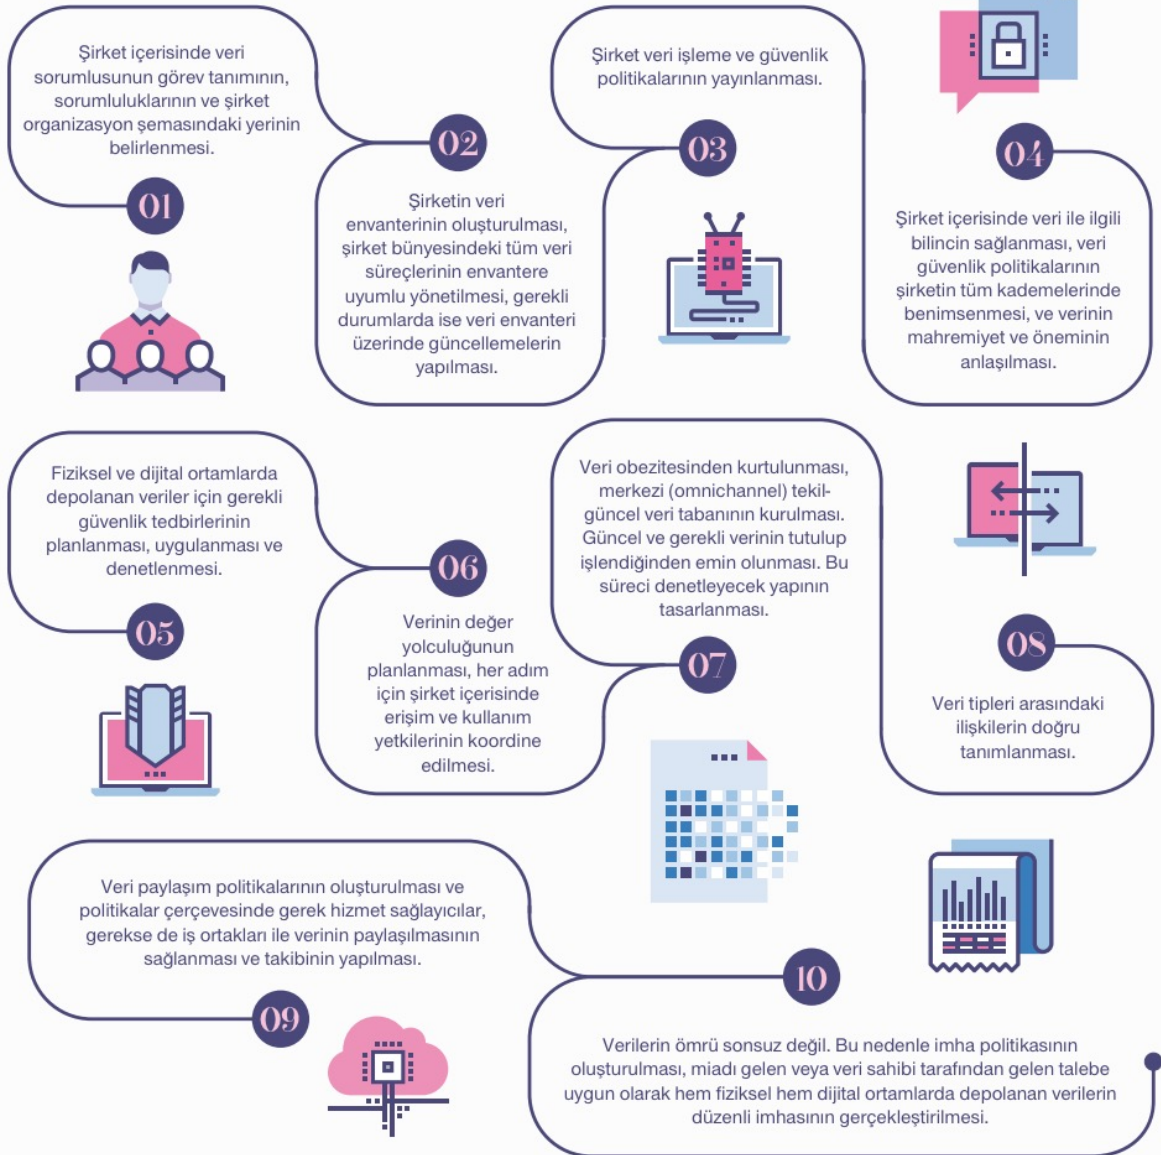 Şirket içerisinde veri
sorumlusunun görev tanımının,
sorumluluklarının ve şirket
organizasyon şemasındaki yerinin
belirlenmesi.
01
02
Şirketin veri
envanterinin oluşturulması,
şirket bünyesindeki tüm veri
süreçlerinin envantere
uyumlu yönetilmesi, gerekli
durumlarda ise veri envanteri
üzerinde güncellemelerin
yapılması.
Şirket veri işleme ve güvenlik
politikalarının yayınlanması.
03
04
Şirket içerisinde veri ile ilgili
bilincin sağlanması, veri
güvenlik politikalarının
şirketin tüm kademelerinde
benimsenmesi, ve verinin
mahremiyet ve öneminin
anlaşılması.
Fiziksel ve dijital ortamlarda
depolanan veriler için gerekli
güvenlik tedbirlerinin
planlanması, uygulanması ve
denetlenmesi.
05
06
Verinin değer
yolculuğunun
planlanması, her adım
için şirket içerisinde
erişim ve kullanım
yetkilerinin koordine
edilmesi.
Veri obezitesinden kurtulunması,
merkezi (omnichannel) tekil-
güncel veri tabanının kurulması.
Güncel ve gerekli verinin tutulup
işlendiğinden emin olunması. Bu
süreci denetleyecek yapının
tasarlanması.
07
08
Veri tipleri arasındaki
ilişkilerin doğru
tanımlanması.
Veri paylaşım politikalarının oluşturulması ve
politikalar çerçevesinde gerek hizmet sağlayıcılar,
gerekse de iş ortakları ile verinin paylaşılmasının
sağlanması ve takibinin yapılması.
09
10
Verilerin ömrü sonsuz değil. Bu nedenle imha politikasının
oluşturulması, miadı gelen veya veri sahibi tarafından gelen talebe
uygun olarak hem fiziksel hem dijital ortamlarda depolanan verilerin
düzenli imhasının gerçekleştirilmesi.